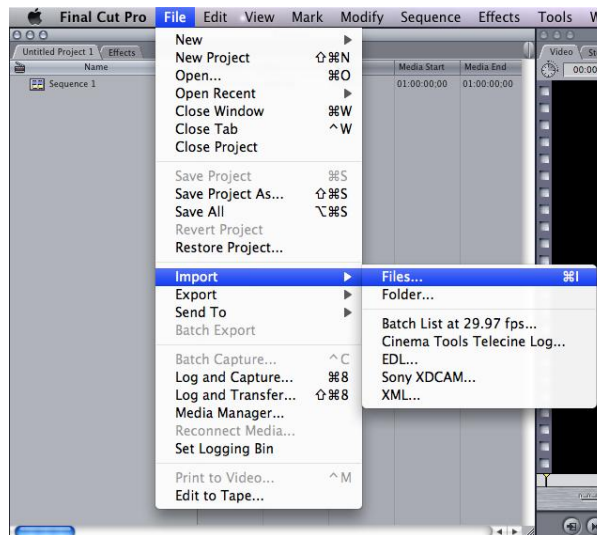 Final Cut Pro File Edit View Mark Modify Sequence Effects Tools
Untitled Project 1 Effects
Name Media Start Media End
Sequence 1 01:00:00;00 01:00:00;00
Video
00:00
New
New Project ⇧⌘N
Open... ⌘O
Open Recent
Close Window ⌘W
Close Tab ^W
Close Project
Save Project ⌘S
Save Project As... ⇧⌘S
Save All ⌥⌘S
Revert Project
Restore Project...
Import
Export
Send To
Batch Export
Batch Capture... ^C
Log and Capture... ⌘8
Log and Transfer... ⇧⌘8
Media Manager...
Reconnect Media...
Set Logging Bin
Print to Video... ^M
Edit to Tape...
Files... ⌘I
Folder...
Batch List at 29.97 fps...
Cinema Tools Telecine Log...
EDL...
Sony XDCAM...
XML...